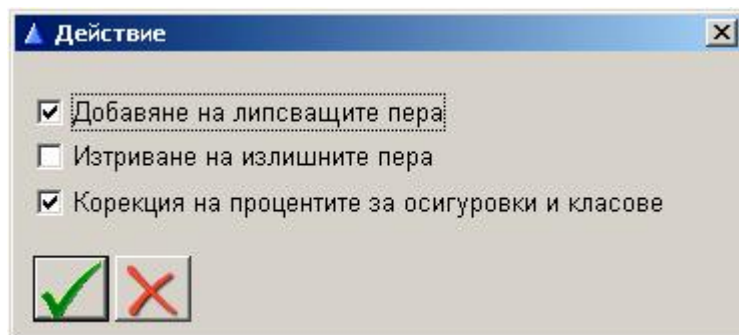 Действие
Добавяне на липсващите пера
Изтриване на излишните пера
Корекция на процентите за осигуровки и класове